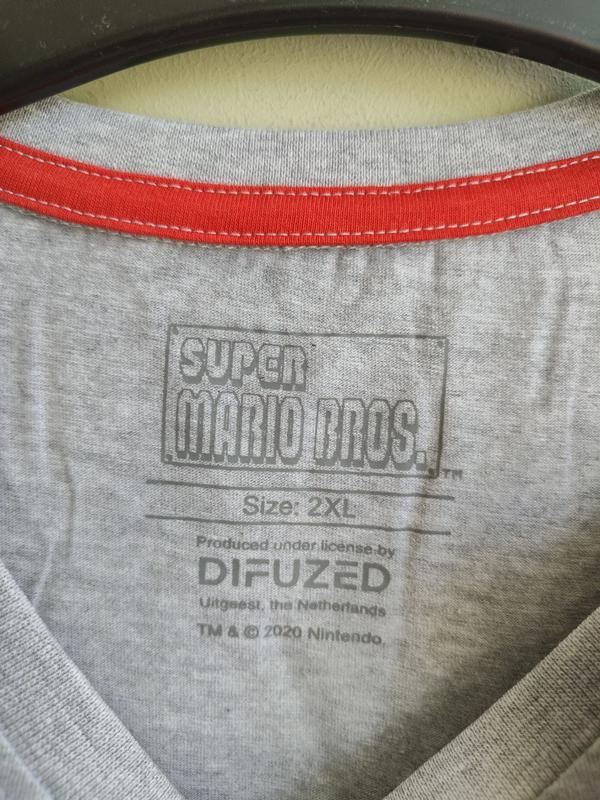 SUPER
MARIO BROS.™
Size: 2XL
Produced under license by
DIFUZED
Uitgeest, the Netherlands
TM & © 2020 Nintendo.